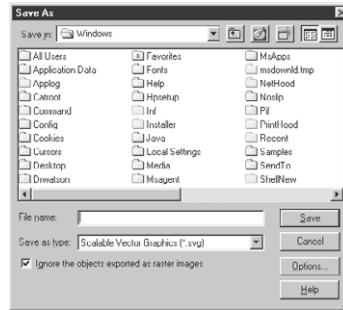 Save As
Save in: Windows
All Users
Application Data
Applog
Catroot
Command
Config
Cookies
Cursors
Desktop
Drwatson
Favorites
Fonts
Help
Hpsetup
Inf
Installer
Java
Local Settings
Media
Msagent
MsApps
msdownld.tmp
NetHood
Noslip
Pif
PrintHood
Recent
Samples
SendTo
ShellNew
File name:
Save
Save as type: Scalable Vector Graphics (*.svg)
Cancel
Ignore the objects exported as raster images
Options...
Help